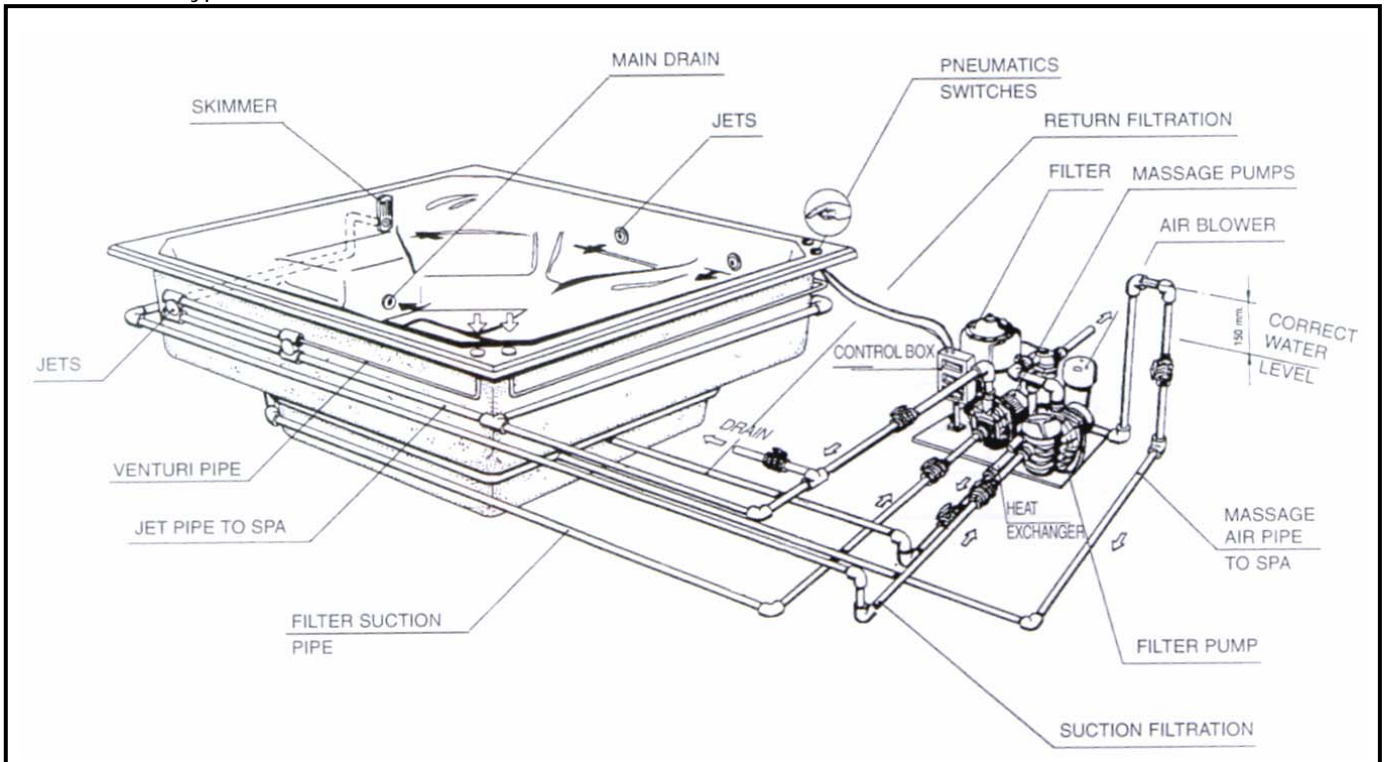 MAIN DRAIN
PNEUMATICS
SWITCHES
SKIMMER
JETS
RETURN FILTRATION
FILTER
MASSAGE PUMPS
AIR BLOWER
150 mm.
CORRECT
WATER
LEVEL
CONTROL BOX
JETS
DRAIN
VENTURI PIPE
HEAT
EXCHANGER
JET PIPE TO SPA
MASSAGE
AIR PIPE
TO SPA
FILTER SUCTION
PIPE
FILTER PUMP
SUCTION FILTRATION